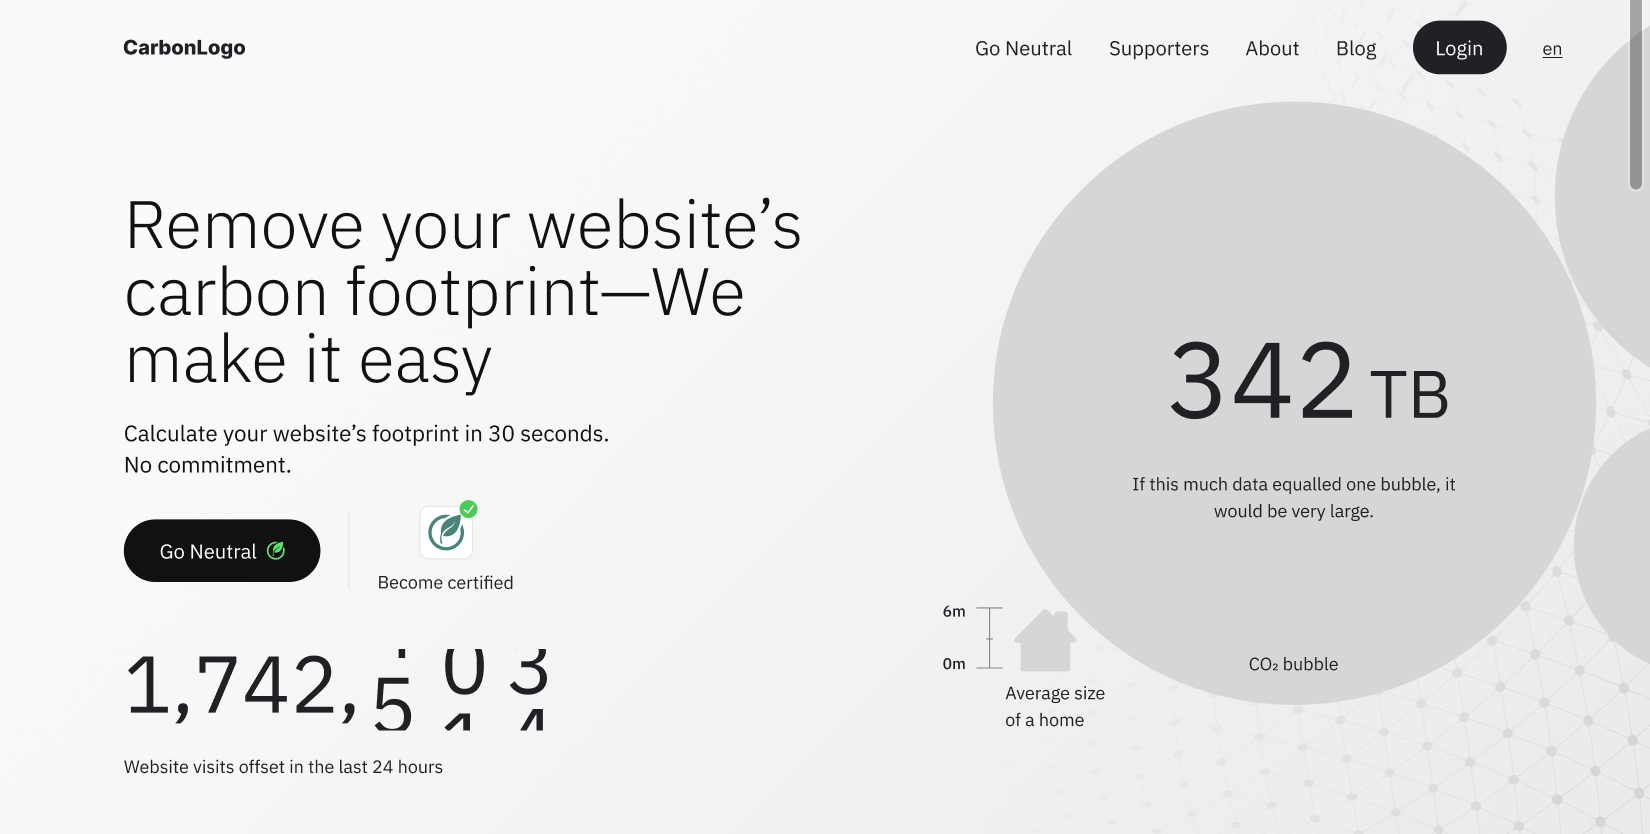 CarbonLogo
Go Neutral
Supporters
About
Blog
Login
en
Remove your website’s
carbon footprint—We
make it easy
Calculate your website’s footprint in 30 seconds.
No commitment.
Go Neutral
Become certified
1,742,
Website visits offset in the last 24 hours
342 TB
If this much data equalled one bubble, it
would be very large.
6m
0m
Average size
of a home
CO₂ bubble